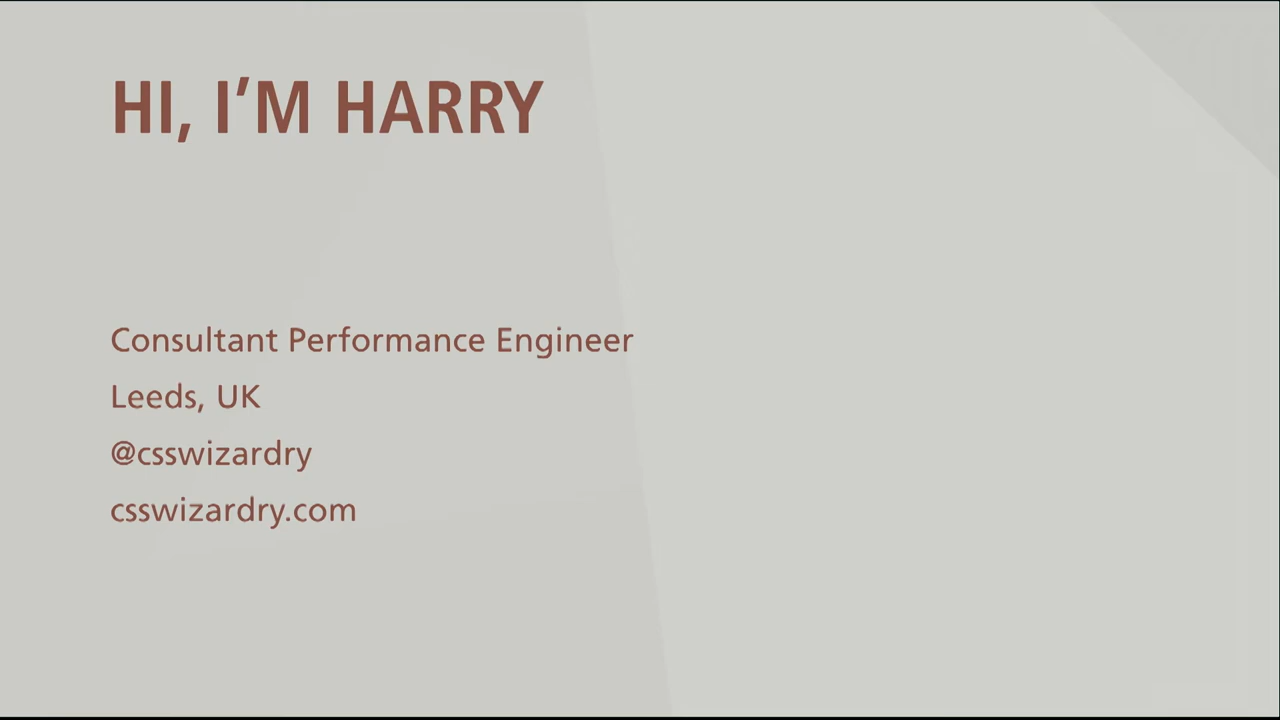 HI, I’M HARRY
Consultant Performance Engineer
Leeds, UK
@csswizardry
csswizardry.com